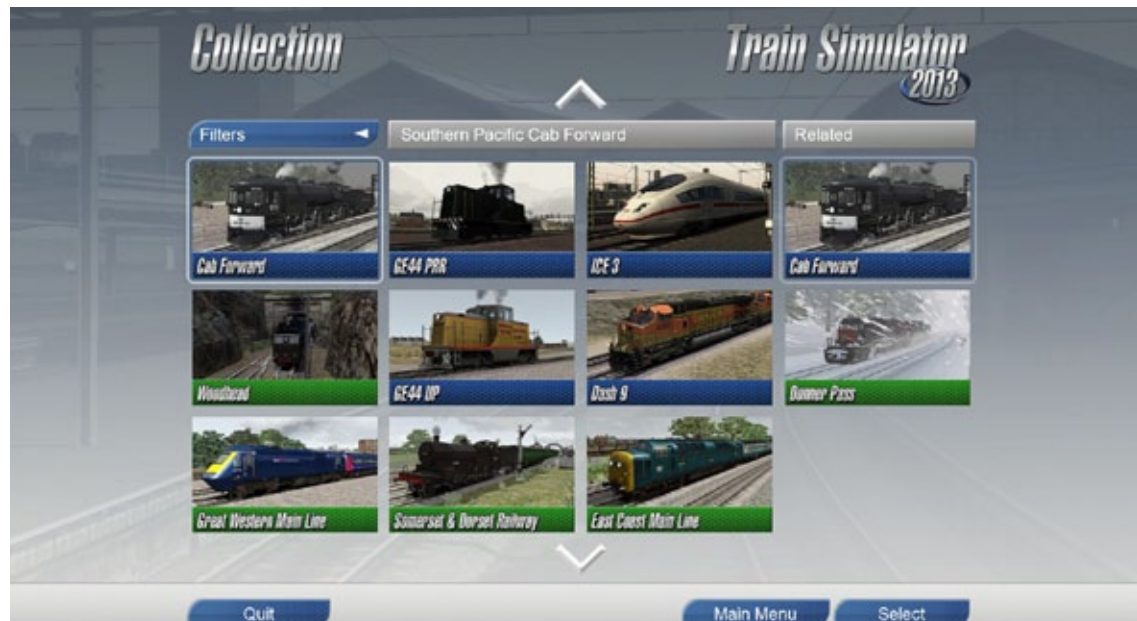 Collection
Train Simulator
2013
Filters
Southern Pacific Cab Forward
Related
Cab Forward
GE44 PRR
ICE 3
Cab Forward
Woodhead
GE44 UP
Dash 9
Donner Pass
Great Western Main Line
Somerset & Dorset Railway
East Coast Main Line
Quit
Main Menu
Select